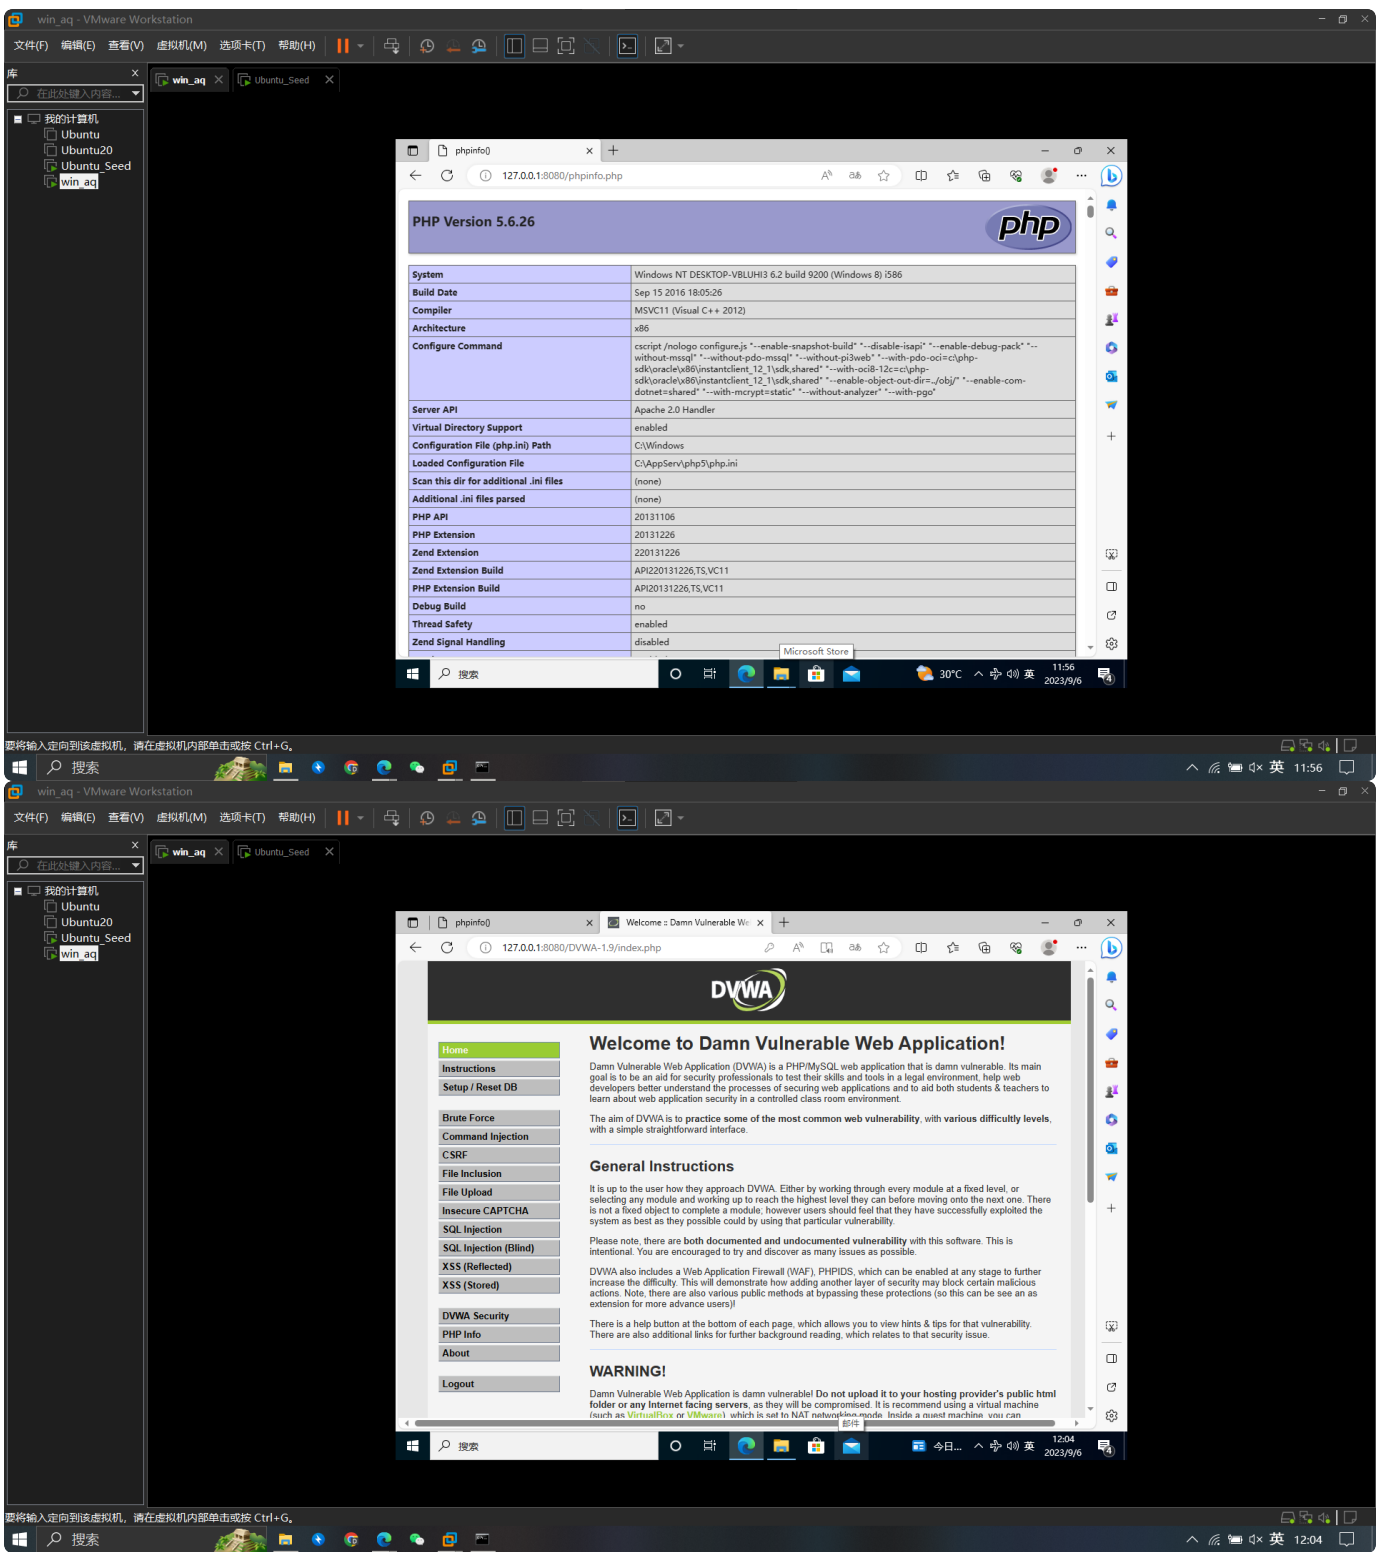 win_aq - VMware Workstation
文件(F) 编辑(E) 查看(V) 虚拟机(M) 选项卡(T) 帮助(H)
库
在此处键入内容...
我的计算机
Ubuntu
Ubuntu20
Ubuntu_Seed
win_aq
win_aq Ubuntu_Seed
phpinfo()
127.0.0.1:8080/phpinfo.php
PHP Version 5.6.26
php
System Windows NT DESKTOP-VBLUHI3 6.2 build 9200 (Windows 8) i586
Build Date Sep 15 2016 18:05:26
Compiler MSVC11 (Visual C++ 2012)
Architecture x86
Configure Command cscript /nologo configure.js "--enable-snapshot-build" "--disable-isapi" "--enable-debug-pack" "--
without-mssql" "--without-pdo-mssql" "--without-pi3web" "--with-pdo-oci=c:\php-
sdk\oracle\x86\instantclient_12_1\sdk,shared" "--with-oci8-12c=c:\php-
sdk\oracle\x86\instantclient_12_1\sdk,shared" "--enable-object-out-dir=../obj/" "--enable-com-
dotnet=shared" "--with-mcrypt=static" "--without-analyzer" "--with-pgo"
Server API Apache 2.0 Handler
Virtual Directory Support enabled
Configuration File (php.ini) Path C:\Windows
Loaded Configuration File C:\AppServ\php5\php.ini
Scan this dir for additional .ini files (none)
Additional .ini files parsed (none)
PHP API 20131106
PHP Extension 20131226
Zend Extension 220131226
Zend Extension Build API220131226,TS,VC11
PHP Extension Build API20131226,TS,VC11
Debug Build no
Thread Safety enabled
Zend Signal Handling disabled
Microsoft Store
搜索 30°C 英 11:56
2023/9/6
要将输入定向到该虚拟机，请在虚拟机内部单击或按 Ctrl+G。
搜索 英 11:56
win_aq - VMware Workstation
文件(F) 编辑(E) 查看(V) 虚拟机(M) 选项卡(T) 帮助(H)
库
在此处键入内容...
我的计算机
Ubuntu
Ubuntu20
Ubuntu_Seed
win_aq
win_aq Ubuntu_Seed
phpinfo() Welcome :: Damn Vulnerable We
127.0.0.1:8080/DVWA-1.9/index.php
DVWA
Home
Instructions
Setup / Reset DB
Brute Force
Command Injection
CSRF
File Inclusion
File Upload
Insecure CAPTCHA
SQL Injection
SQL Injection (Blind)
XSS (Reflected)
XSS (Stored)
DVWA Security
PHP Info
About
Logout
Welcome to Damn Vulnerable Web Application!
Damn Vulnerable Web Application (DVWA) is a PHP/MySQL web application that is damn vulnerable. Its main
goal is to be an aid for security professionals to test their skills and tools in a legal environment, help web
developers better understand the processes of securing web applications and to aid both students & teachers to
learn about web application security in a controlled class room environment.
The aim of DVWA is to practice some of the most common web vulnerability, with various difficultly levels,
with a simple straightforward interface.
General Instructions
It is up to the user how they approach DVWA. Either by working through every module at a fixed level, or
selecting any module and working up to reach the highest level they can before moving onto the next one. There
is not a fixed object to complete a module; however users should feel that they have successfully exploited the
system as best as they possible could by using that particular vulnerability.
Please note, there are both documented and undocumented vulnerability with this software. This is
intentional. You are encouraged to try and discover as many issues as possible.
DVWA also includes a Web Application Firewall (WAF), PHPIDS, which can be enabled at any stage to further
increase the difficulty. This will demonstrate how adding another layer of security may block certain malicious
actions. Note, there are also various public methods at bypassing these protections (so this can be see an as
extension for more advance users)!
There is a help button at the bottom of each page, which allows you to view hints & tips for that vulnerability.
There are also additional links for further background reading, which relates to that security issue.
WARNING!
Damn Vulnerable Web Application is damn vulnerable! Do not upload it to your hosting provider's public html
folder or any Internet facing servers, as they will be compromised. It is recommend using a virtual machine
(such as VirtualBox or VMware), which is set to NAT networking mode. Inside a guest machine, you can
邮件
搜索 今日... 英 12:04
2023/9/6
要将输入定向到该虚拟机，请在虚拟机内部单击或按 Ctrl+G。
搜索 英 12:04